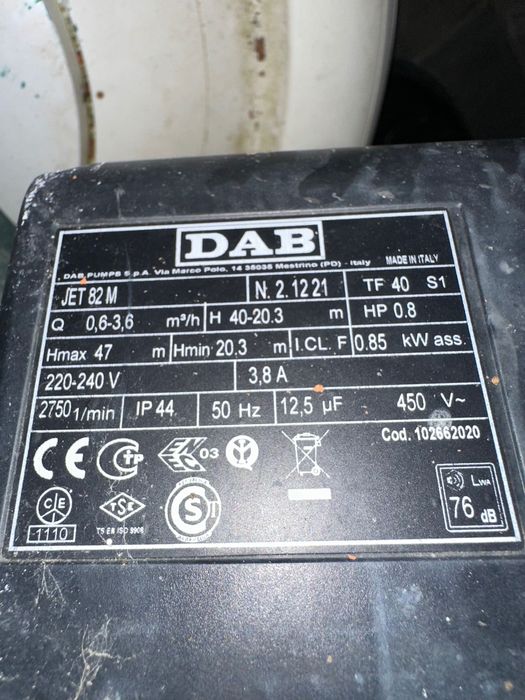 DAB
DAB PUMPS S.p.A. Via Marco Polo, 14 35035 Mestrino (PD) - Italy MADE IN ITALY
JET 82 M N. 2.12 21 TF 40 S1
Q 0,6-3,6 m³/h H 40-20.3 m HP 0.8
Hmax 47 m Hmin 20.3 m I.CL. F 0.85 kW ass.
220-240 V 3,8 A
2750 1/min IP 44 50 Hz 12,5 µF 450 V~
Cod. 102662020
CE 03
C E TSE LWA
1110 TS EN ISO 9906 76 dB